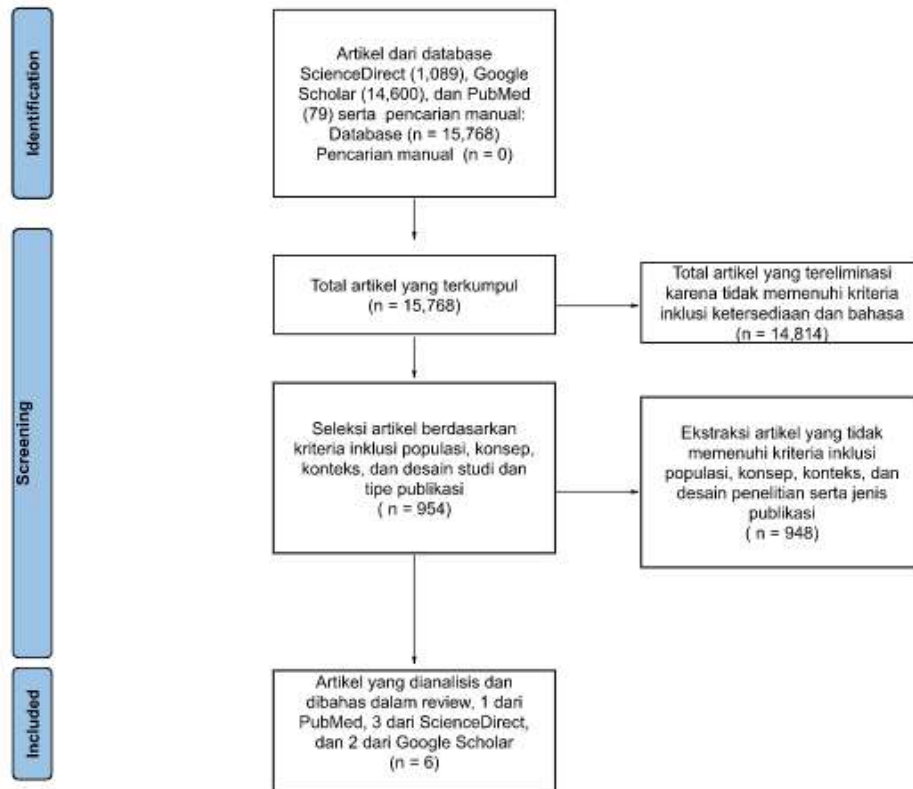 Identification
Artikel dari database
ScienceDirect (1,089), Google
Scholar (14,600), dan PubMed
(79) serta pencarian manual:
Database (n = 15,768)
Pencarian manual (n = 0)
Screening
Total artikel yang terkumpul
(n = 15,768)
Total artikel yang tereliminasi
karena tidak memenuhi kriteria
inklusi ketersediaan dan bahasa
(n = 14,814)
Seleksi artikel berdasarkan
kriteria inklusi populasi, konsep,
konteks, dan desain studi dan
tipe publikasi
( n = 954)
Ekstraksi artikel yang tidak
memenuhi kriteria inklusi
populasi, konsep, konteks, dan
desain penelitian serta jenis
publikasi
( n = 948)
Included
Artikel yang dianalisis dan
dibahas dalam review, 1 dari
PubMed, 3 dari ScienceDirect,
dan 2 dari Google Scholar
(n = 6)